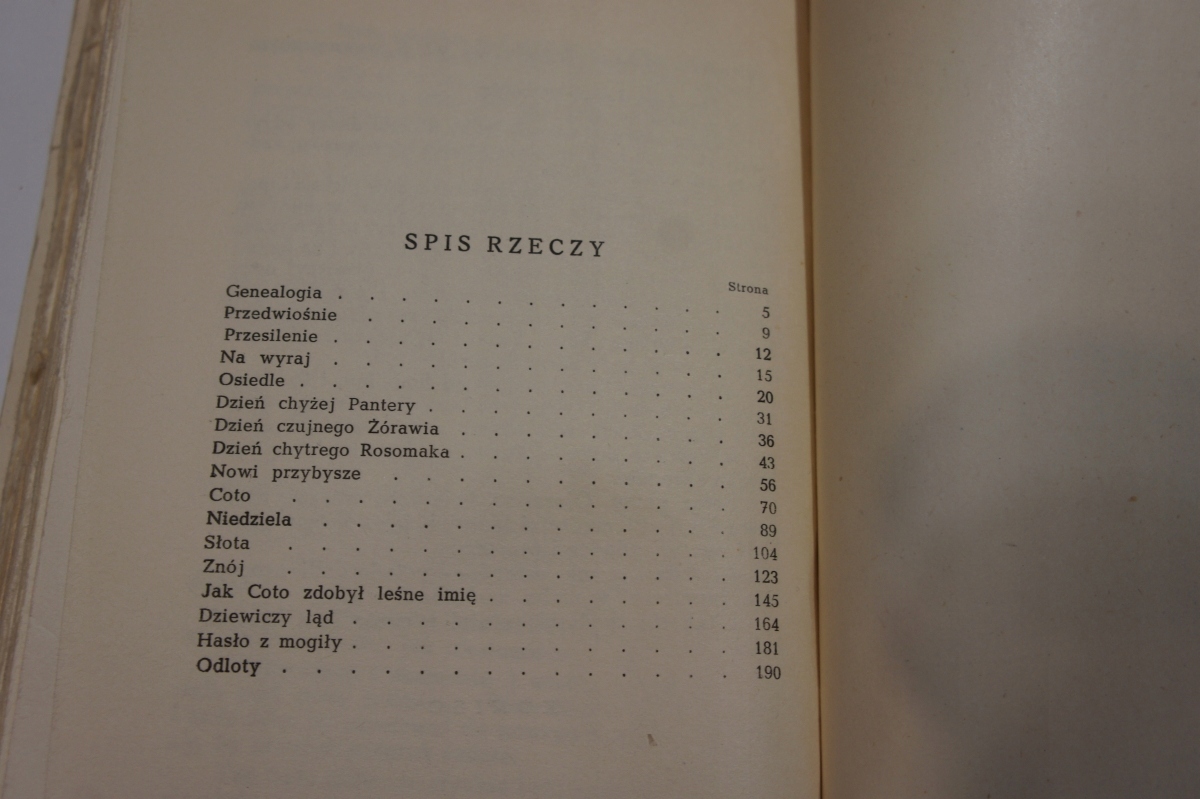 SPIS RZECZY
Strona
Genealogia . . . . . . . . . . . . . 5
Przedwiośnie . . . . . . . . . . . . 9
Przesilenie . . . . . . . . . . . . . 12
Na wyraj . . . . . . . . . . . . . 15
Osiedle . . . . . . . . . . . . . . 20
Dzień chyżej Pantery . . . . . . . . . . 31
Dzień czujnego Żórawia . . . . . . . . . 36
Dzień chytrego Rosomaka . . . . . . . . . 43
Nowi przybysze . . . . . . . . . . . 56
Coto . . . . . . . . . . . . . . 70
Niedziela . . . . . . . . . . . . . 89
Słota . . . . . . . . . . . . . . 104
Znój . . . . . . . . . . . . . . 123
Jak Coto zdobył leśne imię . . . . . . . . 145
Dziewiczy ląd . . . . . . . . . . . . 164
Hasło z mogiły . . . . . . . . . . . . 181
Odloty . . . . . . . . . . . . . . 190